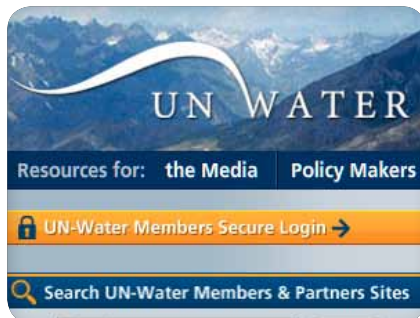 UN WATER
Resources for: the Media Policy Makers
UN-Water Members Secure Login →
Search UN-Water Members & Partners Sites